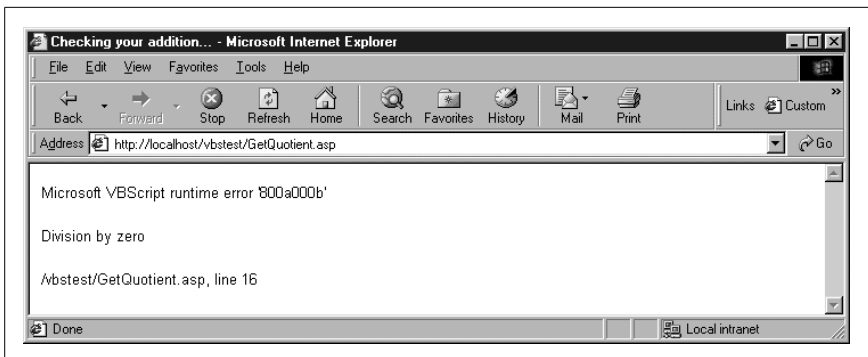 Checking your addition... - Microsoft Internet Explorer
File Edit View Favorites Tools Help
Back Forward Stop Refresh Home Search Favorites History Mail Print Links Custom »
Address http://localhost/vbstest/GetQuotient.asp Go
Microsoft VBScript runtime error '800a000b'
Division by zero
/vbstest/GetQuotient.asp, line 16
Done Local intranet